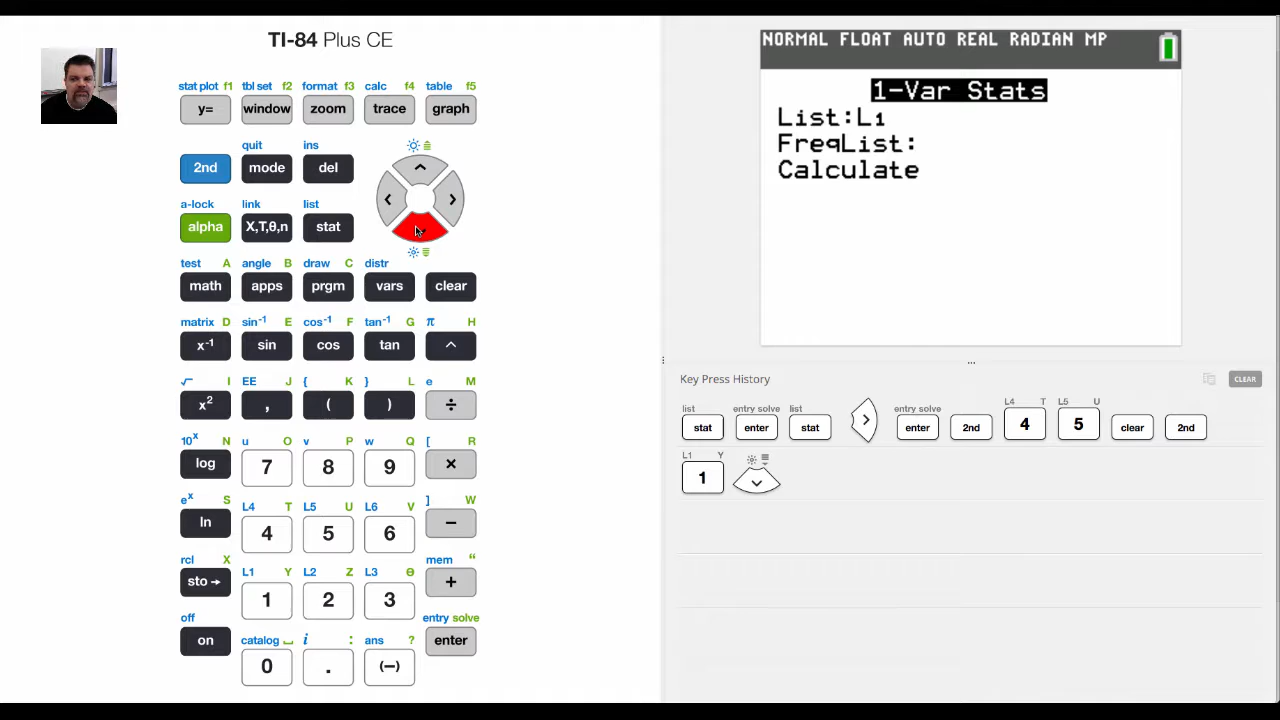 TI-84 Plus CE
stat plot f1 tbl set f2 format f3 calc f4 table f5
y= window zoom trace graph
quit ins
2nd mode del
a-lock link list
alpha X,T,θ,n stat
test A angle B draw C distr
math apps prgm vars clear
matrix D sin⁻¹ E cos⁻¹ F tan⁻¹ G π H
x⁻¹ sin cos tan ^
√ I EE J { K } L e M
x² , ( ) ÷
10ˣ N u O v P w Q [ R
log 7 8 9 ×
eˣ S L4 T L5 U L6 V ] W
ln 4 5 6 −
rcl X L1 Y L2 Z L3 θ mem “
sto → 1 2 3 +
off catalog i : ans ? entry solve
on 0 . (−) enter
NORMAL FLOAT AUTO REAL RADIAN MP
1-Var Stats
List:L1
FreqList:
Calculate
Key Press History
CLEAR
list entry solve list entry solve L4 T L5 U
stat enter stat > enter 2nd 4 5 clear 2nd
L1 Y
1